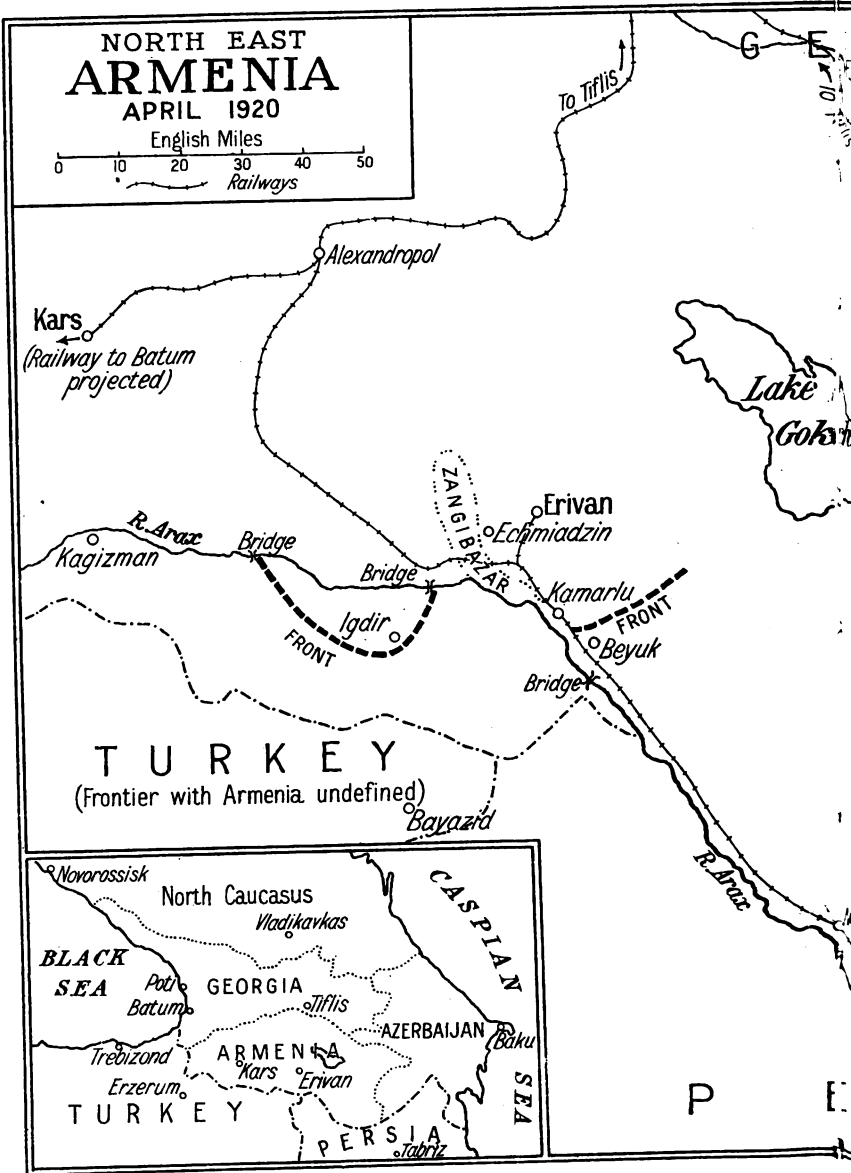 NORTH EAST
ARMENIA
APRIL 1920
English Miles
0 10 20 30 40 50
Railways
G E
To Tiflis
Alexandropol
Kars
(Railway to Batum
projected)
Lake
ZANGIBAZAR
Erivan
Echmiadzin
R. Arax
Bridge
Kagizman
Bridge
Kamarlu
Igdir
FRONT
FRONT
Beyuk
Bridge
TURKEY
(Frontier with Armenia undefined)
Bayazid
R. Arax
Novorossisk
North Caucasus
Vladikavkas
CASPIAN
SEA
BLACK
SEA
Poti
GEORGIA
Batum
Tiflis
AZERBAIJAN
Baku
Trebizond
ARMENIA
Kars
Erivan
Erzerum
TURKEY
PERSIA
Tabriz
P E